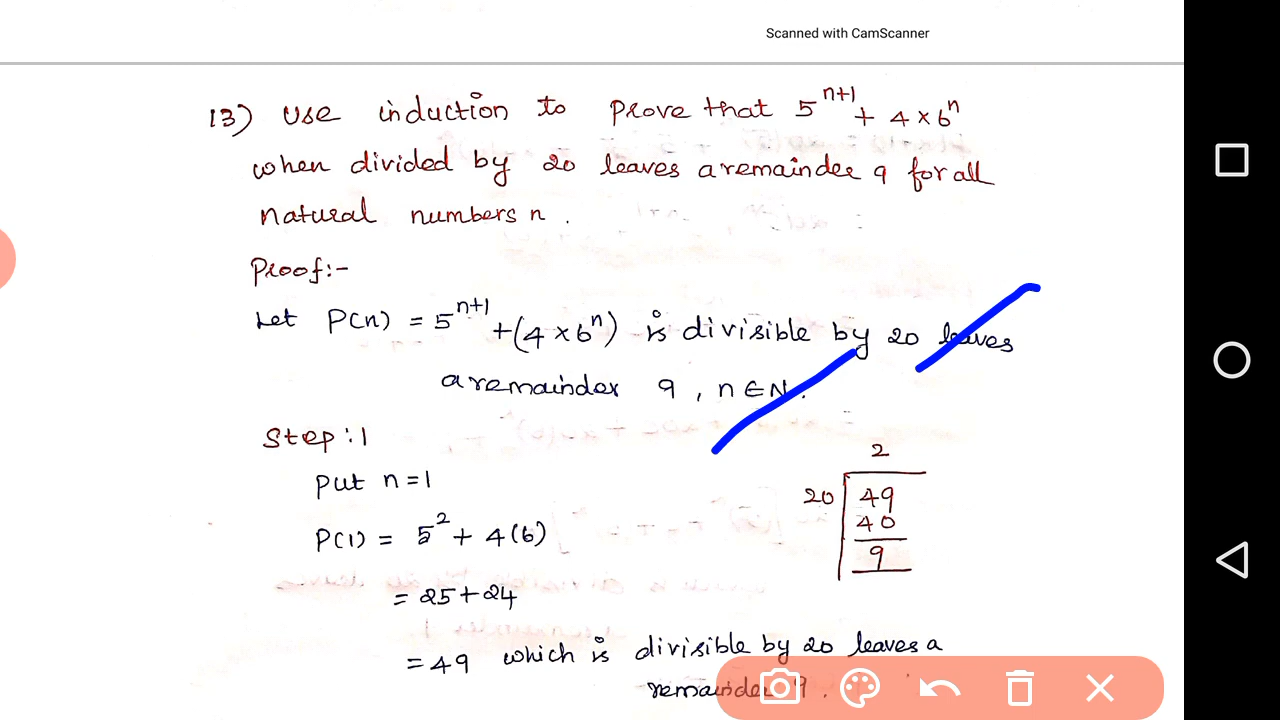 Scanned with CamScanner
13) Use induction to prove that 5^{n+1} + 4 × 6^n
when divided by 20 leaves a remainder 9 for all
natural numbers n .
Proof:-
Let P(n) = 5^{n+1} + (4 × 6^n) is divisible by 20 leaves
a remainder 9 , n ∈ N .
Step : 1
put n = 1
P(1) = 5^2 + 4(6)
= 25 + 24
= 49 which is divisible by 20 leaves a
remainder 9 .
2
20 49
40
9